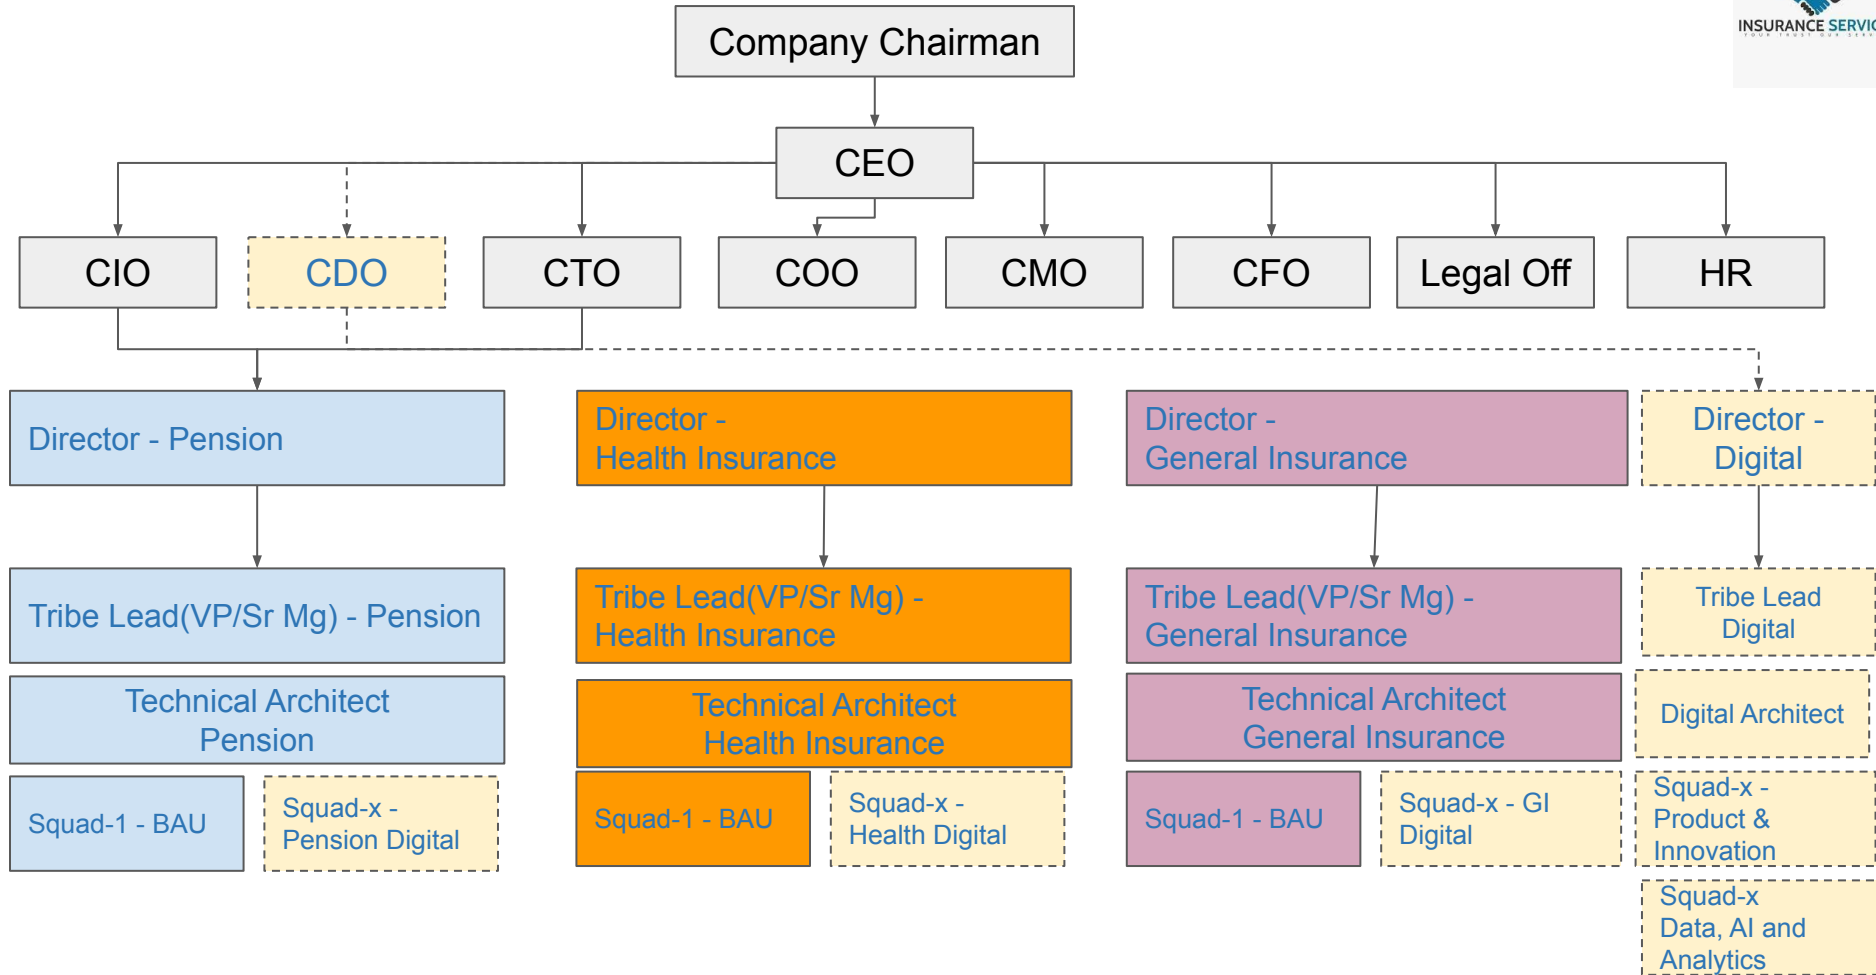 INSURANCE SERVIC
YOUR TRUST OUR SERV
Company Chairman
CEO
CIO
CDO
CTO
COO
CMO
CFO
Legal Off
HR
Director - Pension
Director -
Health Insurance
Director -
General Insurance
Director -
Digital
Tribe Lead(VP/Sr Mg) - Pension
Tribe Lead(VP/Sr Mg) -
Health Insurance
Tribe Lead(VP/Sr Mg) -
General Insurance
Tribe Lead
Digital
Technical Architect
Pension
Technical Architect
Health Insurance
Technical Architect
General Insurance
Digital Architect
Squad-1 - BAU
Squad-x -
Pension Digital
Squad-1 - BAU
Squad-x -
Health Digital
Squad-1 - BAU
Squad-x - GI
Digital
Squad-x -
Product &
Innovation
Squad-x
Data, AI and
Analytics